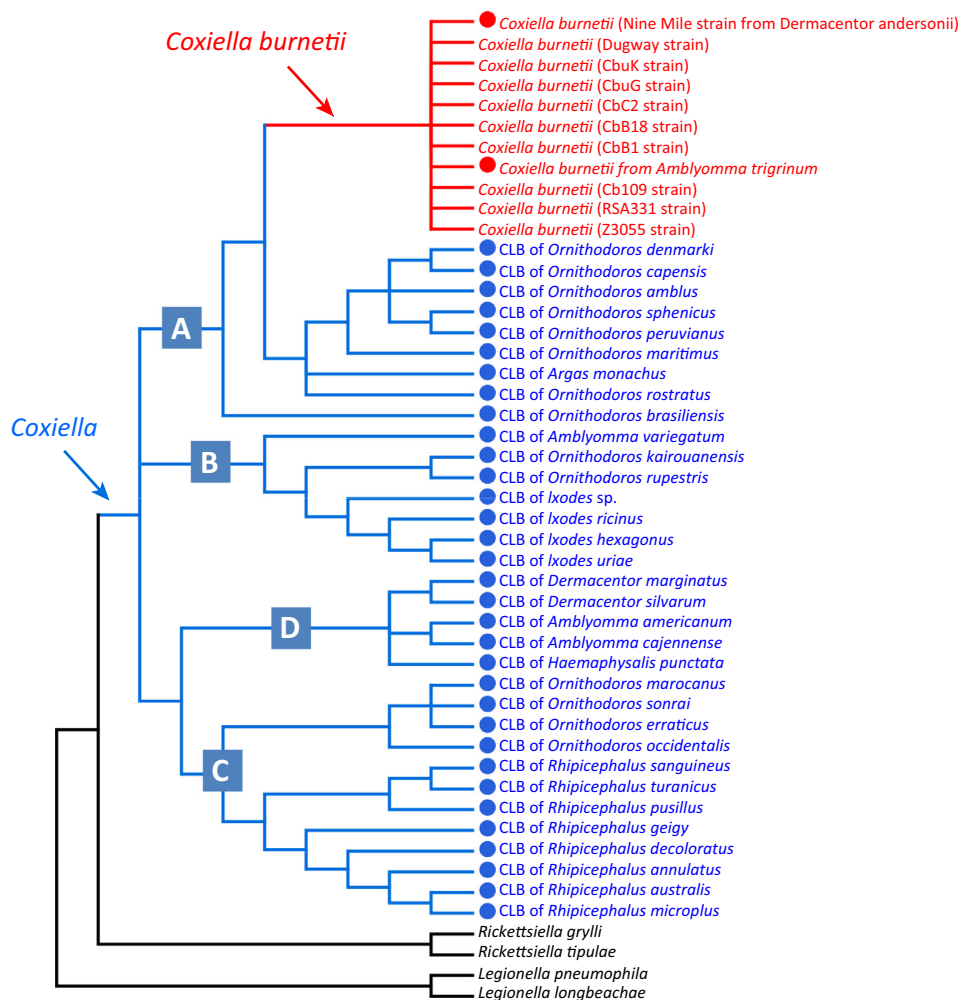 Coxiella burnetii
Coxiella burnetii (Nine Mile strain from Dermacentor andersonii)
Coxiella burnetii (Dugway strain)
Coxiella burnetii (CbuK strain)
Coxiella burnetii (CbuG strain)
Coxiella burnetii (CbC2 strain)
Coxiella burnetii (CbB18 strain)
Coxiella burnetii (CbB1 strain)
Coxiella burnetii from Amblyomma trigrinum
Coxiella burnetii (Cb109 strain)
Coxiella burnetii (RSA331 strain)
Coxiella burnetii (Z3055 strain)
CLB of Ornithodoros denmarki
CLB of Ornithodoros capensis
CLB of Ornithodoros amblus
CLB of Ornithodoros sphenicus
A
CLB of Ornithodoros peruvianus
CLB of Ornithodoros maritimus
CLB of Argas monachus
CLB of Ornithodoros rostratus
CLB of Ornithodoros brasiliensis
Coxiella
CLB of Amblyomma variegatum
B
CLB of Ornithodoros kairouanensis
CLB of Ornithodoros rupestris
CLB of Ixodes sp.
CLB of Ixodes ricinus
CLB of Ixodes hexagonus
CLB of Ixodes uriae
CLB of Dermacentor marginatus
CLB of Dermacentor silvarum
D
CLB of Amblyomma americanum
CLB of Amblyomma cajennense
CLB of Haemaphysalis punctata
CLB of Ornithodoros marocanus
CLB of Ornithodoros sonrai
CLB of Ornithodoros erraticus
CLB of Ornithodoros occidentalis
C
CLB of Rhipicephalus sanguineus
CLB of Rhipicephalus turanicus
CLB of Rhipicephalus pusillus
CLB of Rhipicephalus geigy
CLB of Rhipicephalus decoloratus
CLB of Rhipicephalus annulatus
CLB of Rhipicephalus australis
CLB of Rhipicephalus microplus
Rickettsiella grylli
Rickettsiella tipulae
Legionella pneumophila
Legionella longbeachae